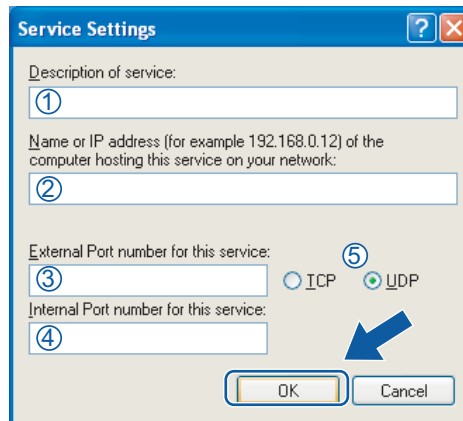 Service Settings
Description of service:
①
Name or IP address (for example 192.168.0.12) of the
computer hosting this service on your network:
②
External Port number for this service:
③ TCP ⑤ UDP
Internal Port number for this service:
④
OK Cancel